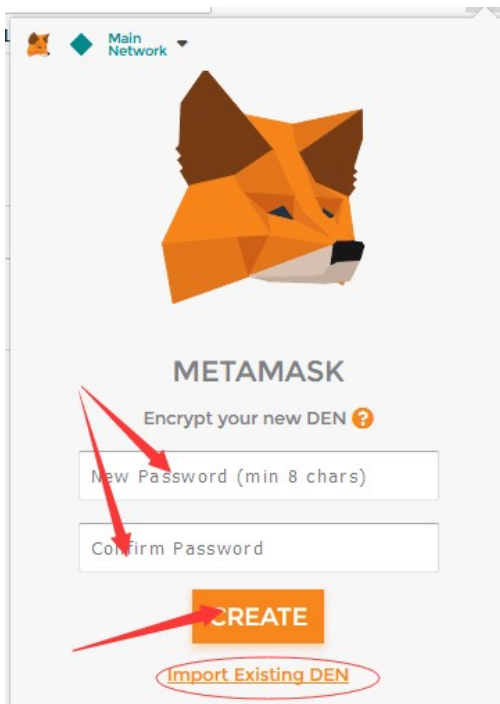 Main
Network
METAMASK
Encrypt your new DEN ?
New Password (min 8 chars)
Confirm Password
CREATE
Import Existing DEN